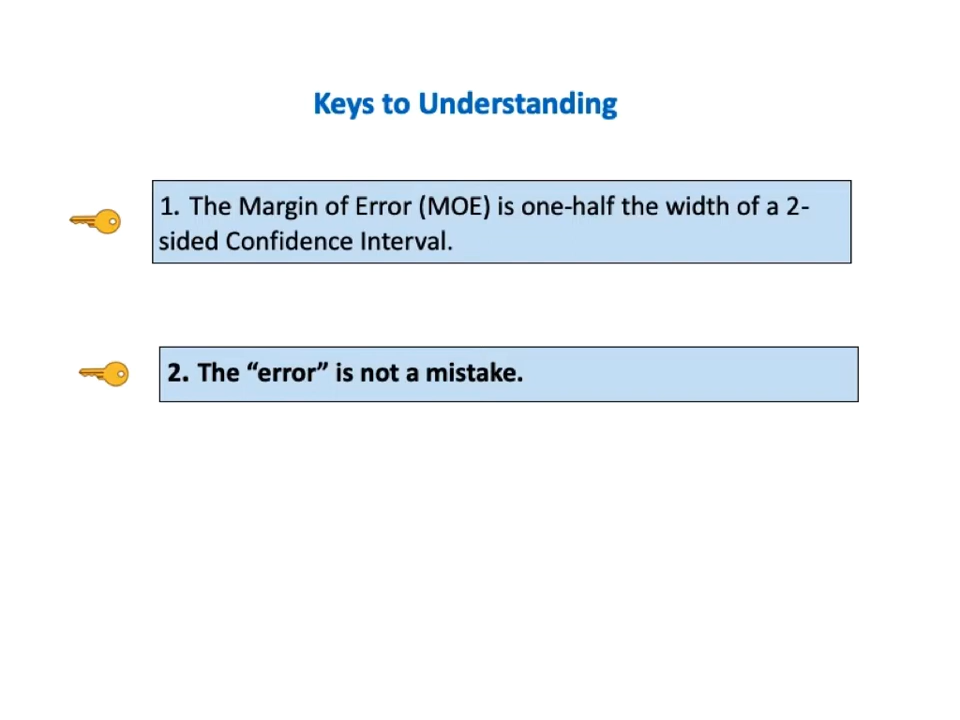 Keys to Understanding
1. The Margin of Error (MOE) is one-half the width of a 2-
sided Confidence Interval.
2. The “error” is not a mistake.